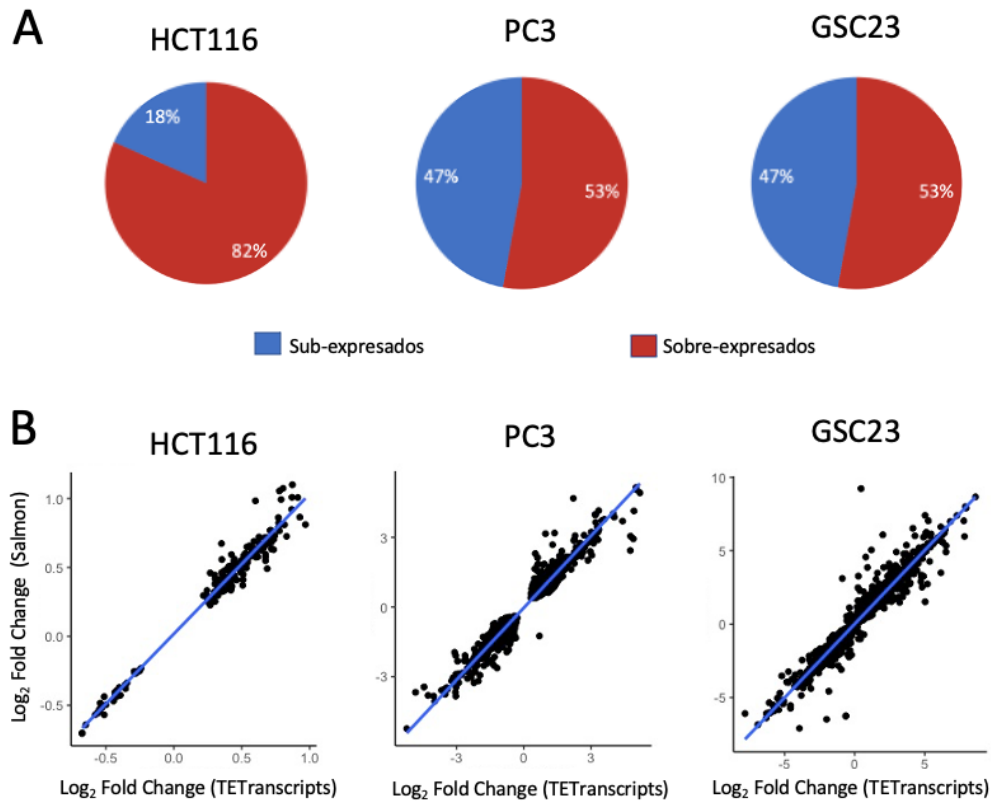 A
HCT116
PC3
GSC23
18%
82%
47%
53%
47%
53%
Sub-expresados
Sobre-expresados
B
HCT116
PC3
GSC23
Log2 Fold Change (Salmon)
1.0
0.5
0.0
-0.5
-0.5
0.0
0.5
1.0
3
0
-3
-3
0
3
10
5
0
-5
-5
0
5
Log2 Fold Change (TETranscripts)
Log2 Fold Change (TETranscripts)
Log2 Fold Change (TETranscripts)